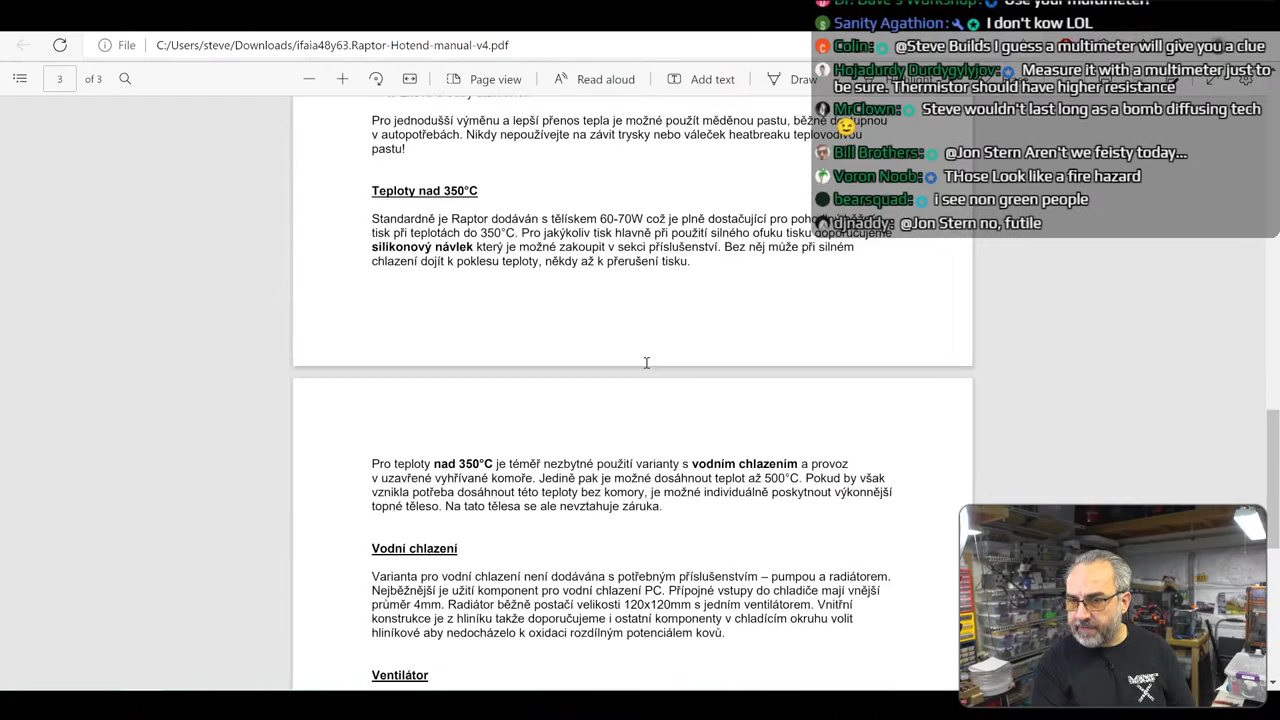 Dr. Dave's Workshop: Use your multimeter!
Sanity Agathion: I don't kow LOL
Colin: @Steve Builds I guess a multimeter will give you a clue
Hojadurdy Durdygylyjov: Measure it with a multimeter just to
be sure. Thermistor should have higher resistance
MrClown: Steve wouldn't last long as a bomb diffusing tech
😉
Bill Brothers: @Jon Stern Aren't we feisty today...
Voron Noob: THose Look like a fire hazard
bearsquad: i see non green people
djnaddy: @Jon Stern no, futile
File C:/Users/steve/Downloads/ifaia48y63.Raptor-Hotend-manual-v4.pdf
3 of 3 Page view Read aloud Add text Draw
Pro jednodušší výměnu a lepší přenos tepla je možné použít měděnou pastu, běžně dostupnou
v autopotřebách. Nikdy nepoužívejte na závit trysky nebo váleček heatbreaku teplovodivou
pastu!
Teploty nad 350°C
Standardně je Raptor dodáván s tělískem 60-70W což je plně dostačující pro
tisk při teplotách do 350°C. Pro jakýkoliv tisk hlavně při použití silného ofuku tisku doporučujeme
silikonový návlek který je možné zakoupit v sekci příslušenství. Bez něj může při silném
chlazení dojít k poklesu teploty, někdy až k přerušení tisku.
Pro teploty nad 350°C je téměř nezbytné použití varianty s vodním chlazením a provoz
v uzavřené vyhřívané komoře. Jedině pak je možné dosáhnout teplot až 500°C. Pokud by však
vznikla potřeba dosáhnout této teploty bez komory, je možné individuálně poskytnout výkonnější
topné těleso. Na tato tělesa se ale nevztahuje záruka.
Vodní chlazení
Varianta pro vodní chlazení není dodávána s potřebným příslušenstvím – pumpou a radiátorem.
Nejběžnější je užití komponent pro vodní chlazení PC. Přípojné vstupy do chladiče mají vnější
průměr 4mm. Radiátor běžně postačí velikosti 120x120mm s jedním ventilátorem. Vnitřní
konstrukce je z hliníku takže doporučujeme i ostatní komponenty v chladícím okruhu volit
hliníkové aby nedocházelo k oxidaci rozdílným potenciálem kovů.
Ventilátor